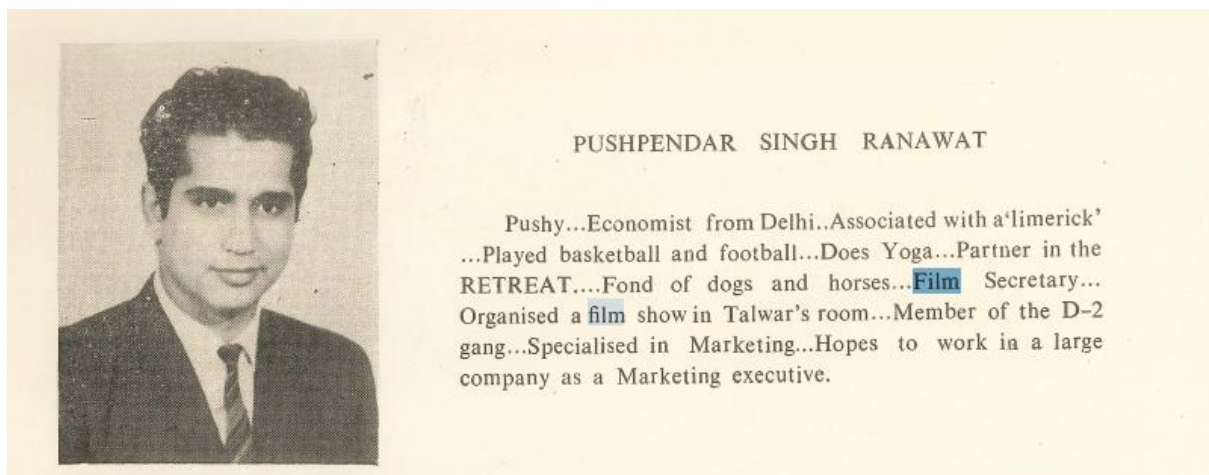 PUSHPENDAR SINGH RANAWAT
Pushy...Economist from Delhi..Associated with a‘limerick’
...Played basketball and football...Does Yoga...Partner in the
RETREAT....Fond of dogs and horses...Film Secretary...
Organised a film show in Talwar’s room...Member of the D–2
gang...Specialised in Marketing...Hopes to work in a large
company as a Marketing executive.